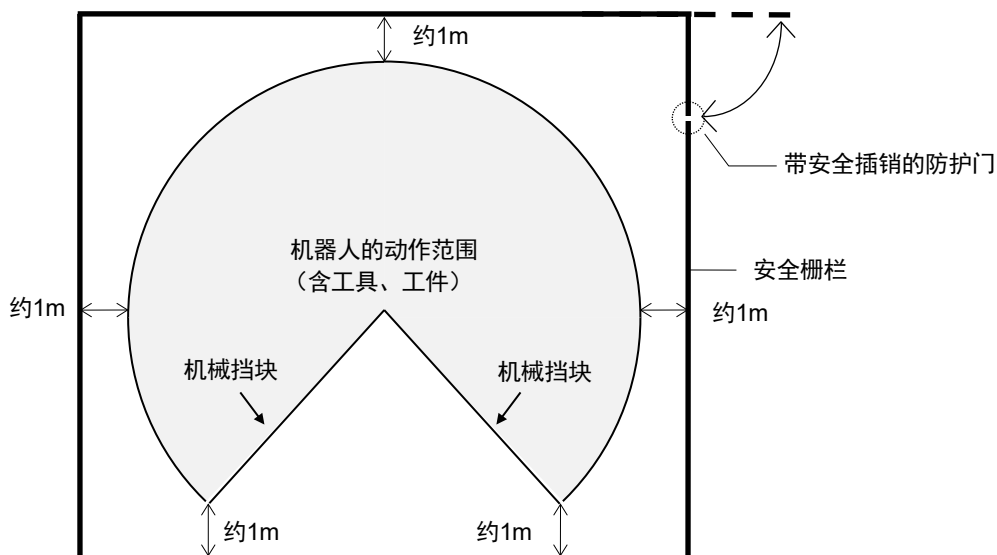 约1m
带安全插销的防护门
机器人的动作范围
（含工具、工件）
安全栅栏
约1m
约1m
机械挡块
机械挡块
约1m
约1m